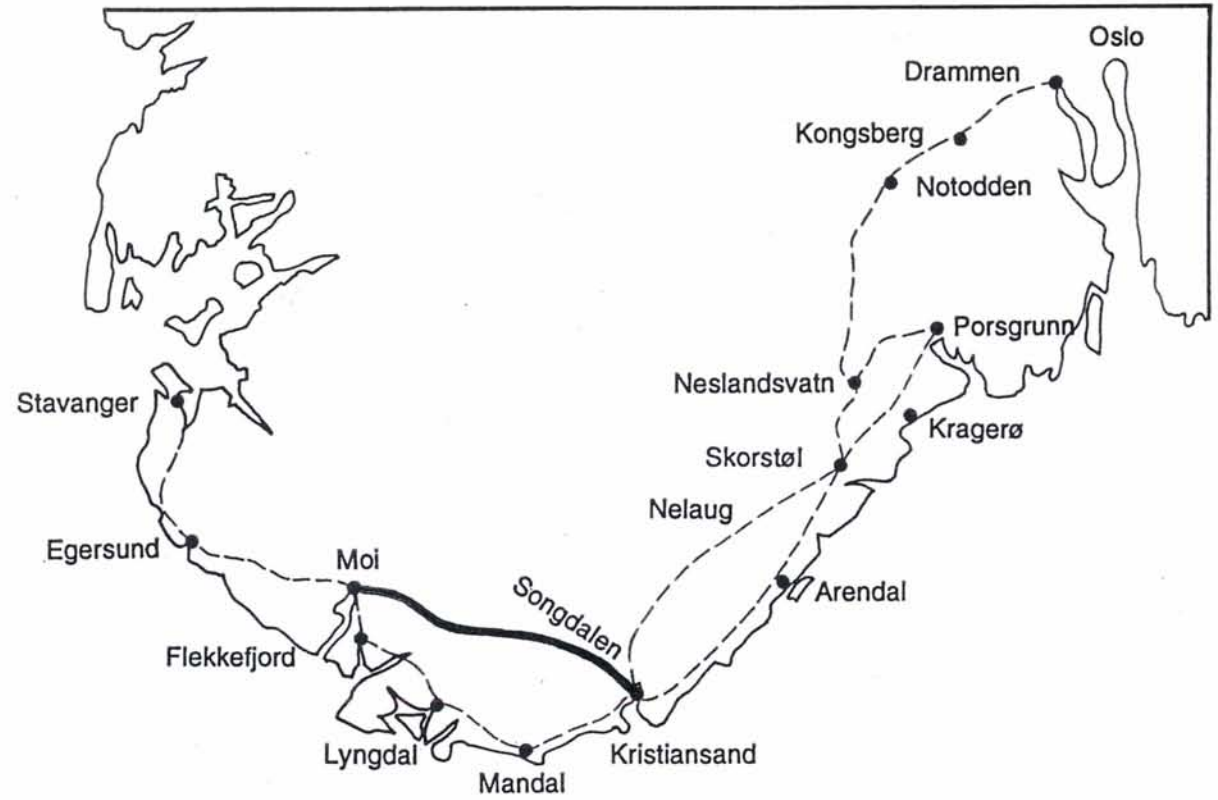 Oslo
Drammen
Kongsberg
Notodden
Porsgrunn
Neslandsvatn
Stavanger
Kragerø
Skorstøl
Nelaug
Egersund
Moi
Songdalen
Arendal
Flekkefjord
Lyngdal
Kristiansand
Mandal